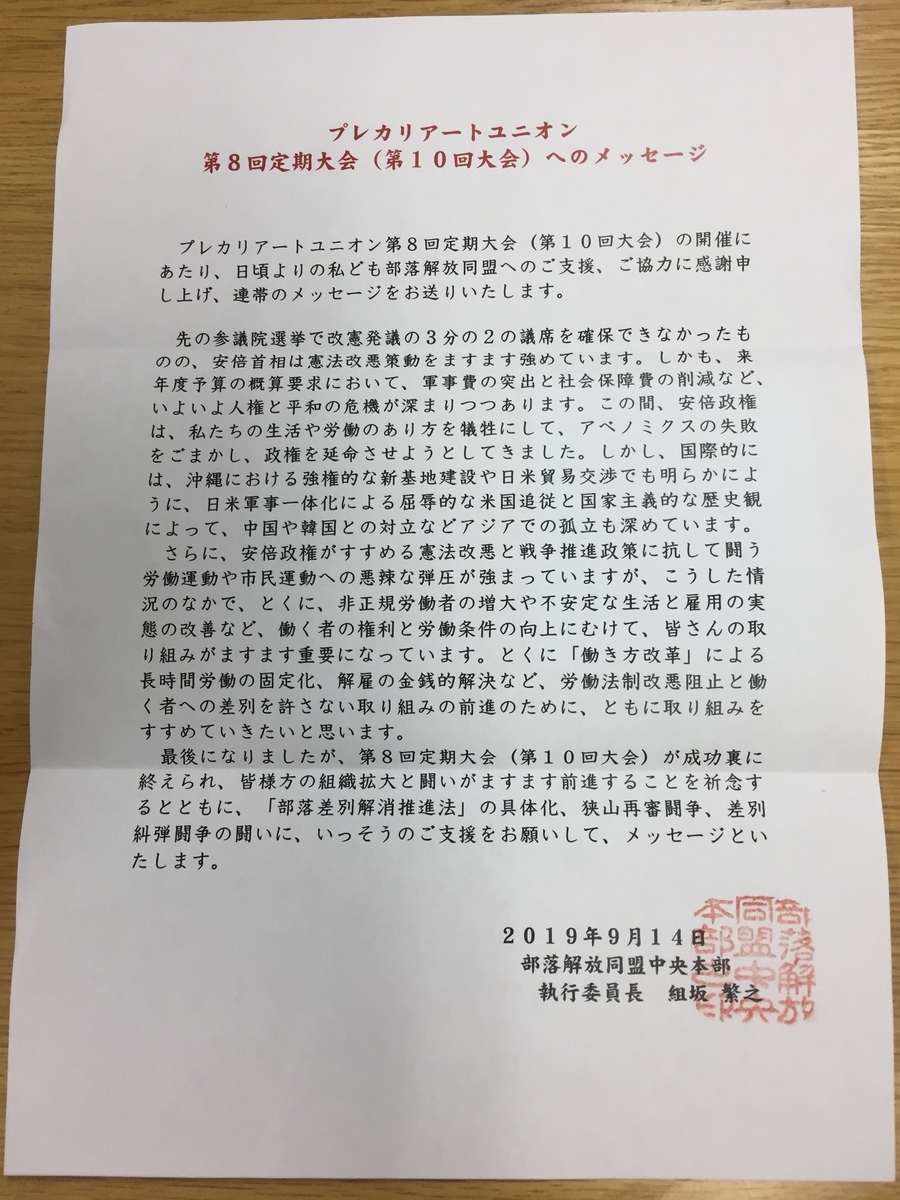 プレカリアートユニオン
第８回定期大会（第１０回大会）へのメッセージ
プレカリアートユニオン第８回定期大会（第１０回大会）の開催に
あたり、日頃よりの私ども部落解放同盟へのご支援、ご協力に感謝申
し上げ、連帯のメッセージをお送りいたします。
先の参議院選挙で改憲発議の３分の２の議席を確保できなかったも
のの、安倍首相は憲法改悪策動をますます強めています。しかも、来
年度予算の概算要求において、軍事費の突出と社会保障費の削減など、
いよいよ人権と平和の危機が深まりつつあります。この間、安倍政権
は、私たちの生活や労働のあり方を犠牲にして、アベノミクスの失敗
をごまかし、政権を延命させようとしてきました。しかし、国際的に
は、沖縄における強権的な新基地建設や日米貿易交渉でも明らかによ
うに、日米軍事一体化による屈辱的な米国追従と国家主義的な歴史観
によって、中国や韓国との対立などアジアでの孤立も深めています。
さらに、安倍政権がすすめる憲法改悪と戦争推進政策に抗して闘う
労働運動や市民運動への悪辣な弾圧が強まっていますが、こうした情
況のなかで、とくに、非正規労働者の増大や不安定な生活と雇用の実
態の改善など、働く者の権利と労働条件の向上にむけて、皆さんの取
り組みがますます重要になっています。とくに「働き方改革」による
長時間労働の固定化、解雇の金銭的解決など、労働法制改悪阻止と働
く者への差別を許さない取り組みの前進のために、ともに取り組みを
すすめていきたいと思います。
最後になりましたが、第８回定期大会（第１０回大会）が成功裏に
終えられ、皆様方の組織拡大と闘いがますます前進することを祈念す
るとともに、「部落差別解消推進法」の具体化、狭山再審闘争、差別
糾弾闘争の闘いに、いっそうのご支援をお願いして、メッセージとい
たします。
２０１９年９月１４日
部落解放同盟中央本部
執行委員長　組坂 繁之
部落解放
同盟中央
本部